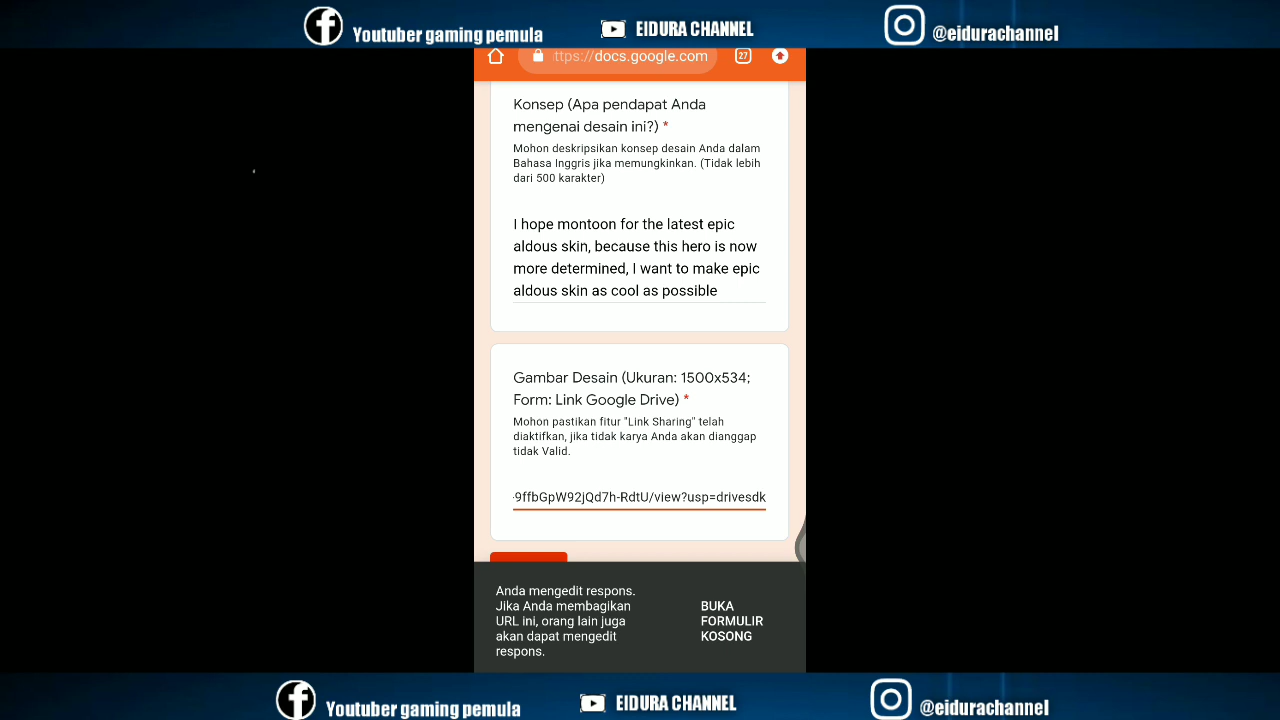 Youtuber gaming pemula EIDURA CHANNEL @eidurachannel
ttps://docs.google.com 27
Konsep (Apa pendapat Anda
mengenai desain ini?) *
Mohon deskripsikan konsep desain Anda dalam
Bahasa Inggris jika memungkinkan. (Tidak lebih
dari 500 karakter)
I hope montoon for the latest epic
aldous skin, because this hero is now
more determined, I want to make epic
aldous skin as cool as possible
Gambar Desain (Ukuran: 1500x534;
Form: Link Google Drive) *
Mohon pastikan fitur "Link Sharing" telah
diaktifkan, jika tidak karya Anda akan dianggap
tidak Valid.
-9ffbGpW92jQd7h-RdtU/view?usp=drivesdk
Anda mengedit respons.
Jika Anda membagikan
URL ini, orang lain juga
akan dapat mengedit
respons.
BUKA
FORMULIR
KOSONG
Youtuber gaming pemula EIDURA CHANNEL @eidurachannel